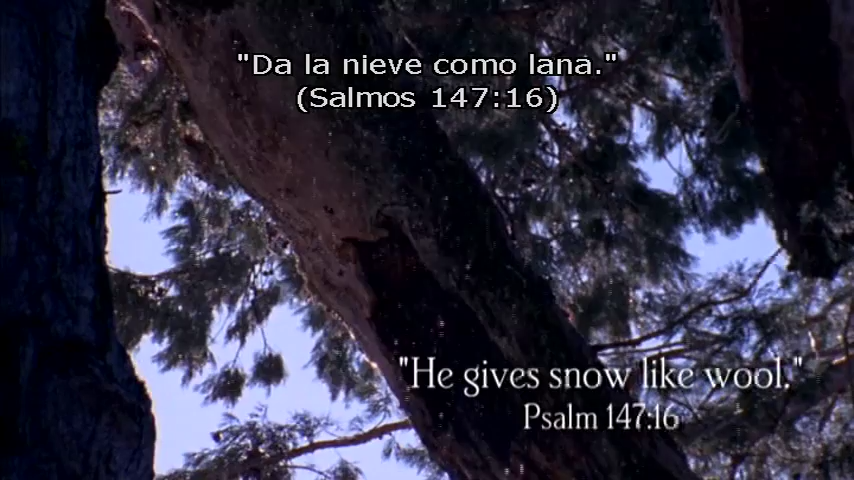 "Da la nieve como lana."
(Salmos 147:16)
"He gives snow like wool."
Psalm 147:16